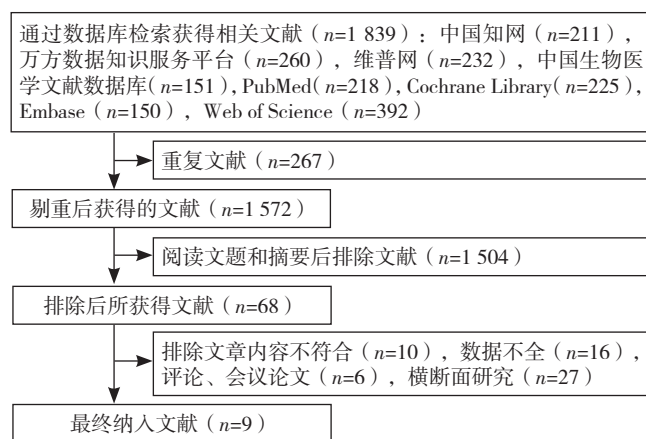 通过数据库检索获得相关文献（n=1 839）：中国知网（n=211），
万方数据知识服务平台（n=260），维普网（n=232），中国生物医
学文献数据库（n=151），PubMed（n=218），Cochrane Library（n=225），
Embase（n=150），Web of Science（n=392）
重复文献（n=267）
剔重后获得的文献（n=1 572）
阅读文题和摘要后排除文献（n=1 504）
排除后所获得文献（n=68）
排除文章内容不符合（n=10），数据不全（n=16），
评论、会议论文（n=6），横断面研究（n=27）
最终纳入文献（n=9）